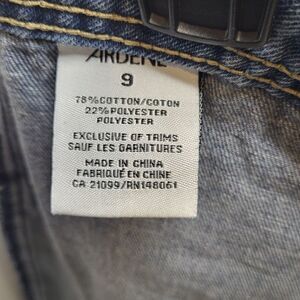 ARDENE
9
78%COTTON/COTON
22%POLYESTER
POLYESTER
EXCLUSIVE OF TRIMS
SAUF LES GARNITURES
MADE IN CHINA
FABRIQUÉ EN CHINE
CA 21099/RN148061